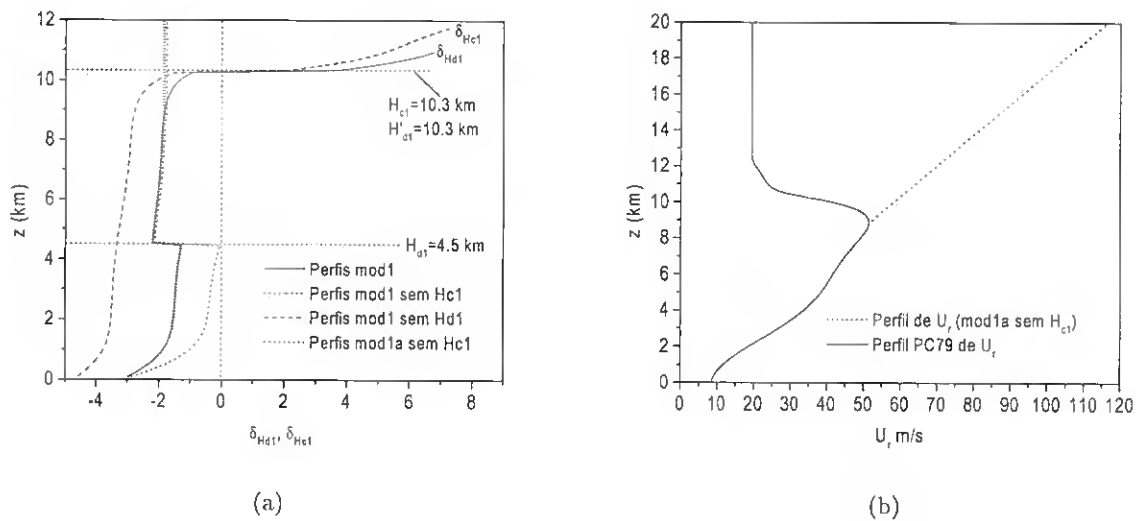 12
10
8
6
4
2
0
z (km)
-4 -2 0 2 4 6 8
δHd1, δHc1
δHc1
δHd1
Hc1=10.3 km
H'd1=10.3 km
Hd1=4.5 km
Perfis mod1
Perfis mod1 sem Hc1
Perfis mod1 sem Hd1
Perfis mod1a sem Hc1
(a)
20
18
16
14
12
10
8
6
4
2
0
z (km)
0 10 20 30 40 50 60 70 80 90 100 110 120
Ur m/s
Perfil de Ur (mod1a sem Hc1)
Perfil PC79 de Ur
(b)